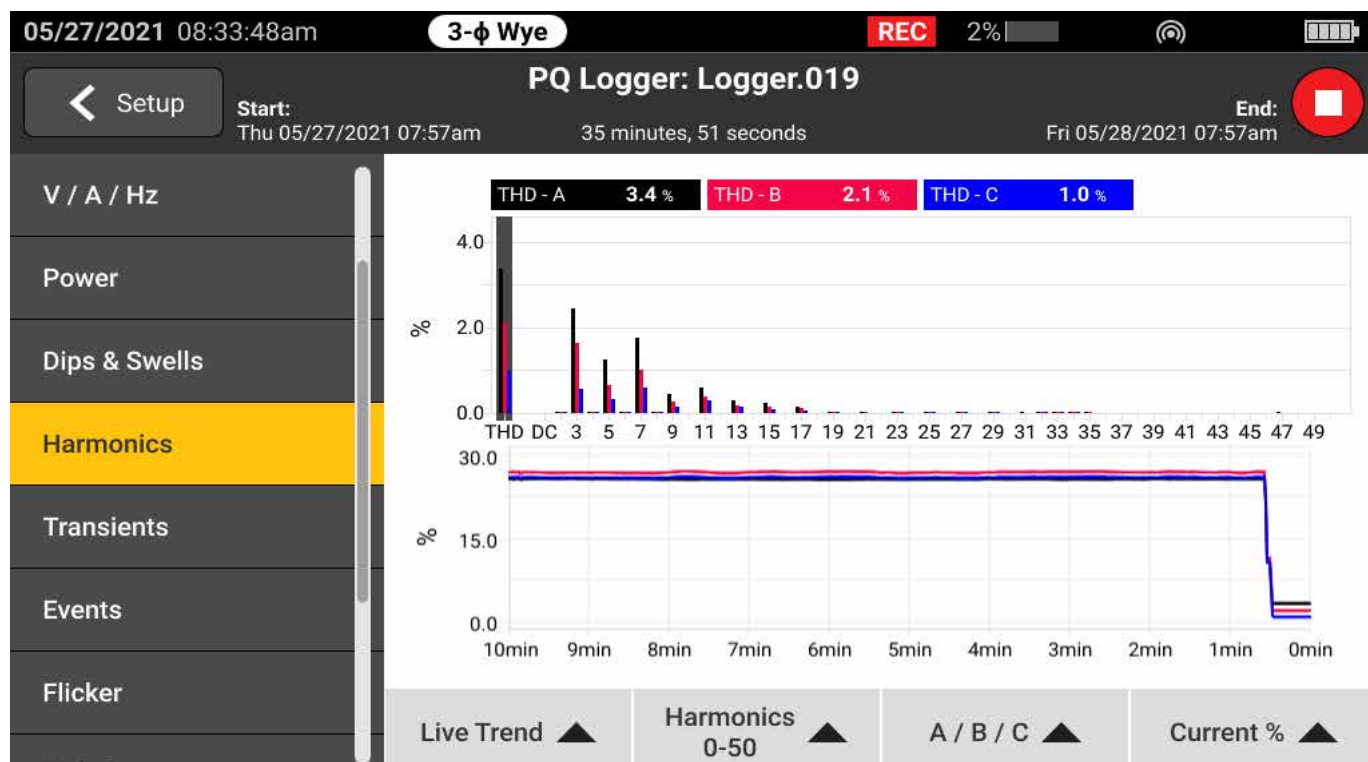 05/27/2021 08:33:48am 3-ϕ Wye REC 2%
Setup
PQ Logger: Logger.019
Start:
Thu 05/27/2021 07:57am
35 minutes, 51 seconds
End:
Fri 05/28/2021 07:57am
V / A / Hz
Power
Dips & Swells
Harmonics
Transients
Events
Flicker
THD - A 3.4 % THD - B 2.1 % THD - C 1.0 %
4.0
%
2.0
0.0
THD DC 3 5 7 9 11 13 15 17 19 21 23 25 27 29 31 33 35 37 39 41 43 45 47 49
30.0
%
15.0
0.0
10min 9min 8min 7min 6min 5min 4min 3min 2min 1min 0min
Live Trend
Harmonics
0-50
A / B / C
Current %